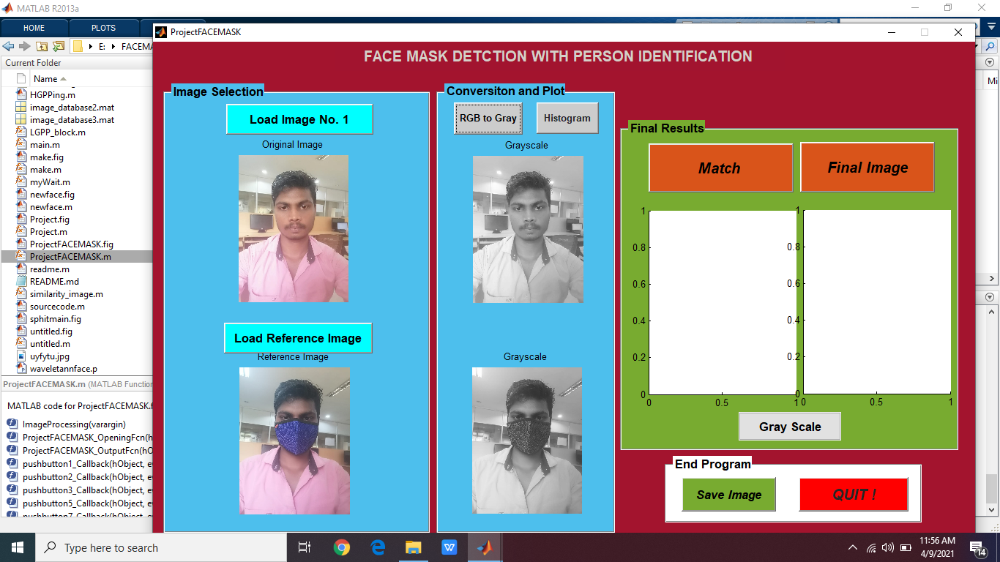 MATLAB R2013a
HOME
PLOTS
E:
FACEMA
Current Folder
Name
HGPPing.m
image_database2.mat
image_database3.mat
LGPP_block.m
main.m
make.fig
make.m
myWait.m
newface.fig
newface.m
Project.fig
Project.m
ProjectFACEMASK.fig
ProjectFACEMASK.m
readme.m
README.md
similarity_image.m
sourcecode.m
sphitmain.fig
untitled.fig
untitled.m
uyfytu.jpg
waveletannface.p
ProjectFACEMASK.m (MATLAB Function
MATLAB code for ProjectFACEMASK.f
ImageProcessing(varargin)
ProjectFACEMASK_OpeningFcn(h
ProjectFACEMASK_OutputFcn(hO
pushbutton1_Callback(hObject, ev
pushbutton2_Callback(hObject, ev
pushbutton3_Callback(hObject, ev
pushbutton5_Callback(hObject, ev
pushbutton7_Callback(hObject, ev
ProjectFACEMASK
FACE MASK DETCTION WITH PERSON IDENTIFICATION
Image Selection
Load Image No. 1
Original Image
Load Reference Image
Reference Image
Conversiton and Plot
RGB to Gray
Histogram
Grayscale
Grayscale
Final Results
Match
Final Image
1
0.8
0.6
0.4
0.2
0
0
0.5
1
1
0.8
0.6
0.4
0.2
0
0
0.5
1
Gray Scale
End Program
Save Image
QUIT !
Mi
Type here to search
11:56 AM
4/9/2021
14